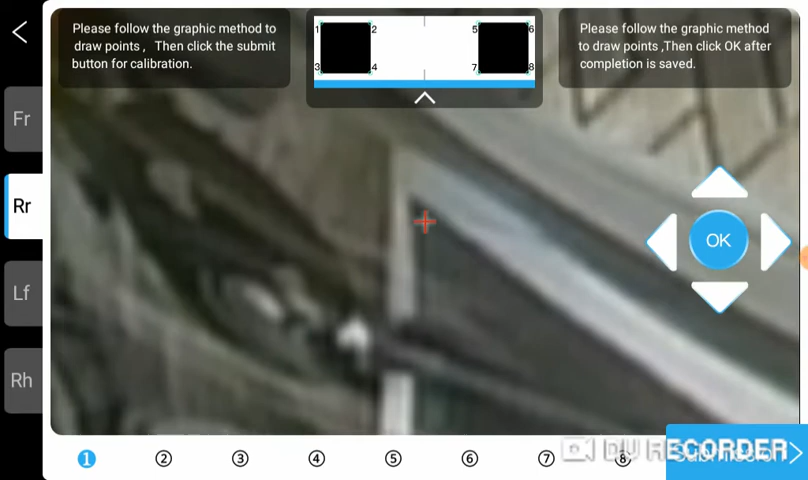 Please follow the graphic method to
draw points , Then click the submit
button for calibration.
1 2 5 6
3 4 7 8
Please follow the graphic method
to draw points ,Then click OK after
completion is saved.
Fr
Rr
Lf
Rh
OK
① ② ③ ④ ⑤ ⑥ ⑦ ⑧
Submission
DU RECORDER